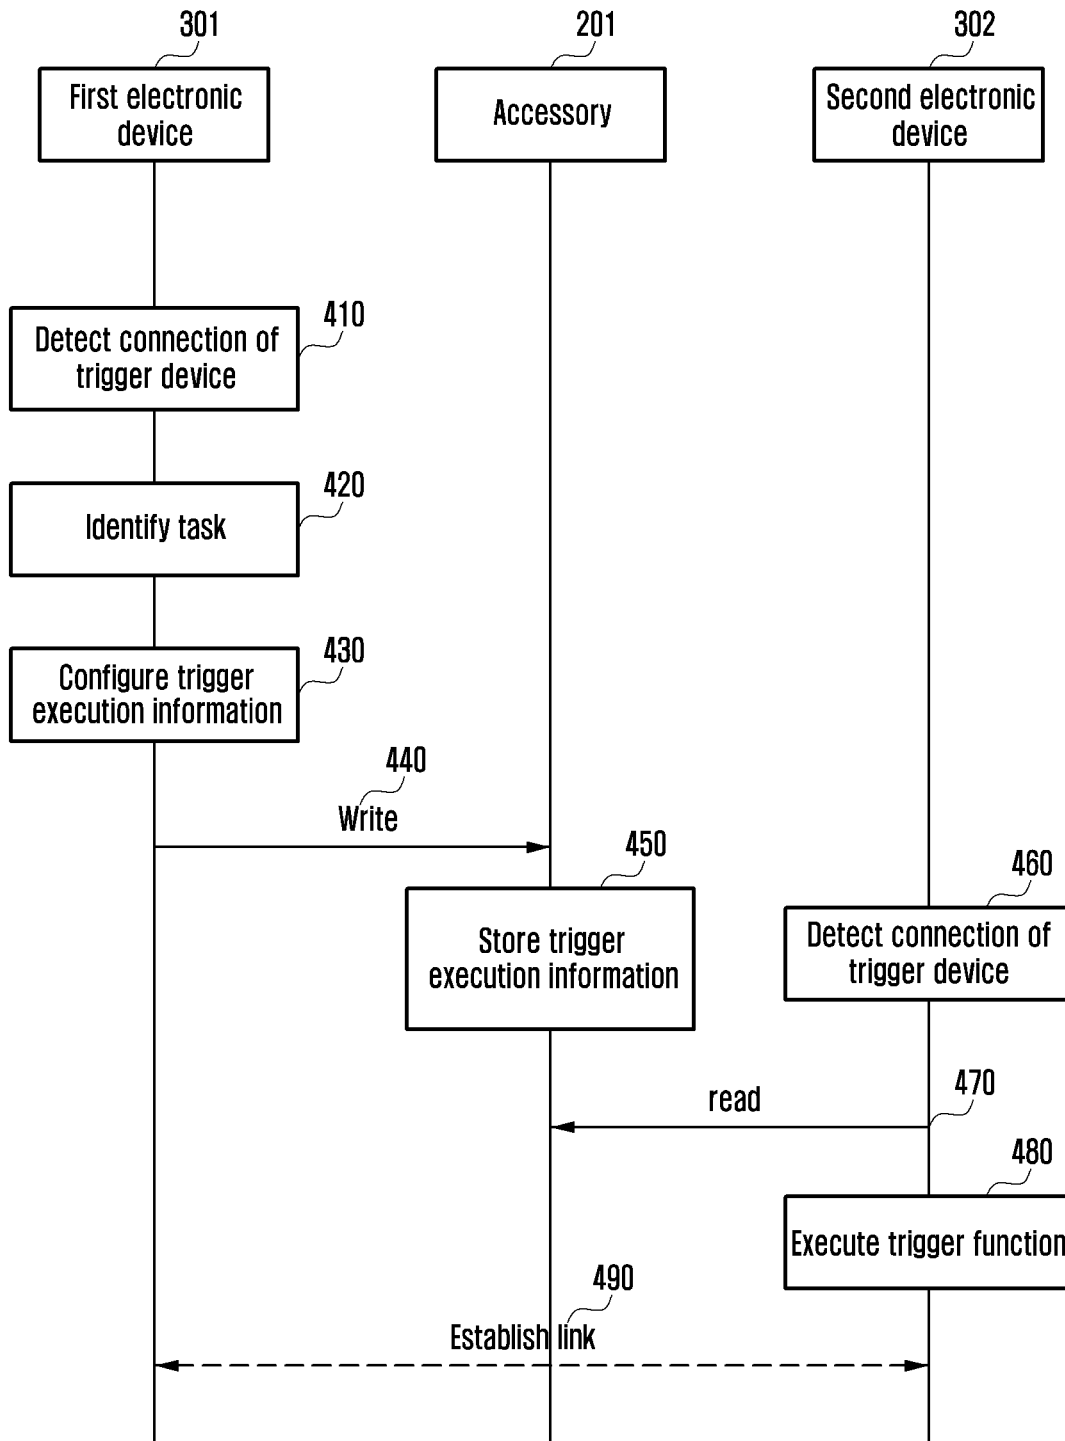 301
201
302
First electronic
device
Accessory
Second electronic
device
410
Detect connection of
trigger device
420
Identify task
430
Configure trigger
execution information
440
Write
450
Store trigger
execution information
460
Detect connection of
trigger device
470
read
480
Execute trigger function
490
Establish link